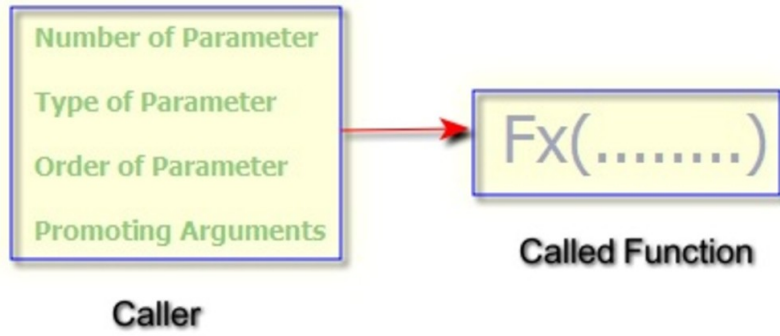 Number of Parameter
Type of Parameter
Order of Parameter
Promoting Arguments
Caller
Fx(........)
Called Function